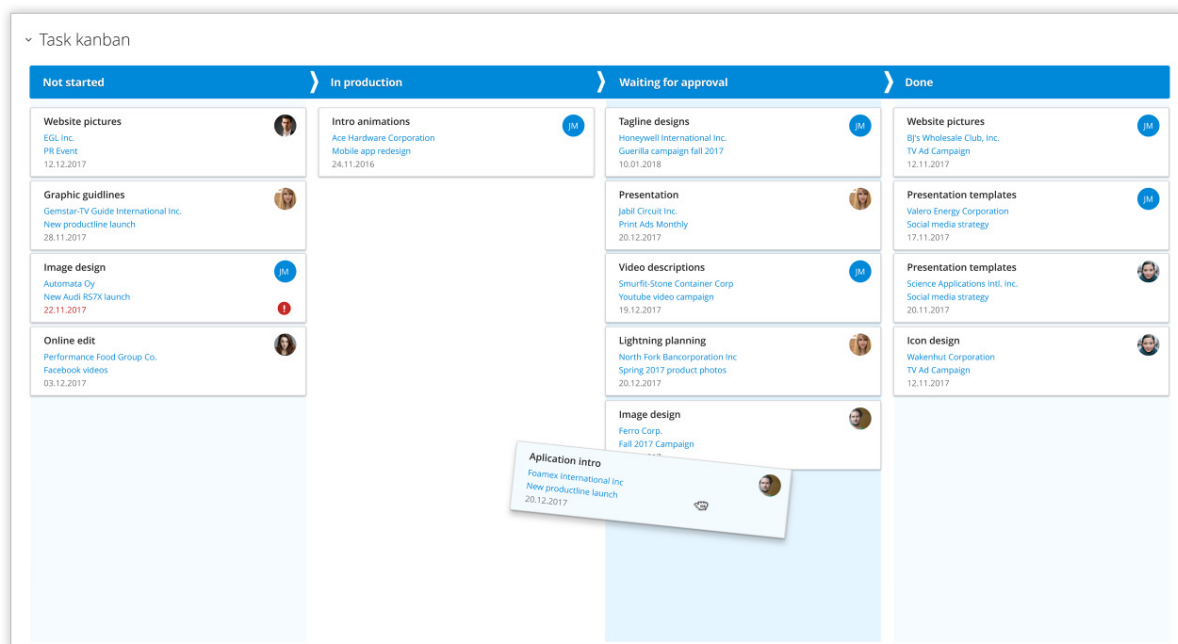 Task kanban
Not started
In production
Waiting for approval
Done
Website pictures
EGL Inc.
PR Event
12.12.2017
Graphic guidlines
Gemstar-TV Guide International Inc.
New productline launch
28.11.2017
Image design
JM
Automata Oy
New Audi RS7X launch
22.11.2017
Online edit
Performance Food Group Co.
Facebook videos
03.12.2017
Intro animations
JM
Ace Hardware Corporation
Mobile app redesign
24.11.2016
Tagline designs
JM
Honeywell International Inc.
Guerilla campaign fall 2017
10.01.2018
Presentation
Jabil Circuit Inc.
Print Ads Monthly
20.12.2017
Video descriptions
JM
Smurfit-Stone Container Corp
Youtube video campaign
19.12.2017
Lightning planning
North Fork Bancorporation Inc
Spring 2017 product photos
20.12.2017
Image design
Ferro Corp.
Fall 2017 Campaign
Aplication intro
Foamex International Inc
New productline launch
20.12.2017
Website pictures
JM
BJ's Wholesale Club, Inc.
TV Ad Campaign
12.11.2017
Presentation templates
JM
Valero Energy Corporation
Social media strategy
17.11.2017
Presentation templates
Science Applications Intl. Inc.
Social media strategy
20.11.2017
Icon design
Wakenhut Corporation
TV Ad Campaign
12.11.2017